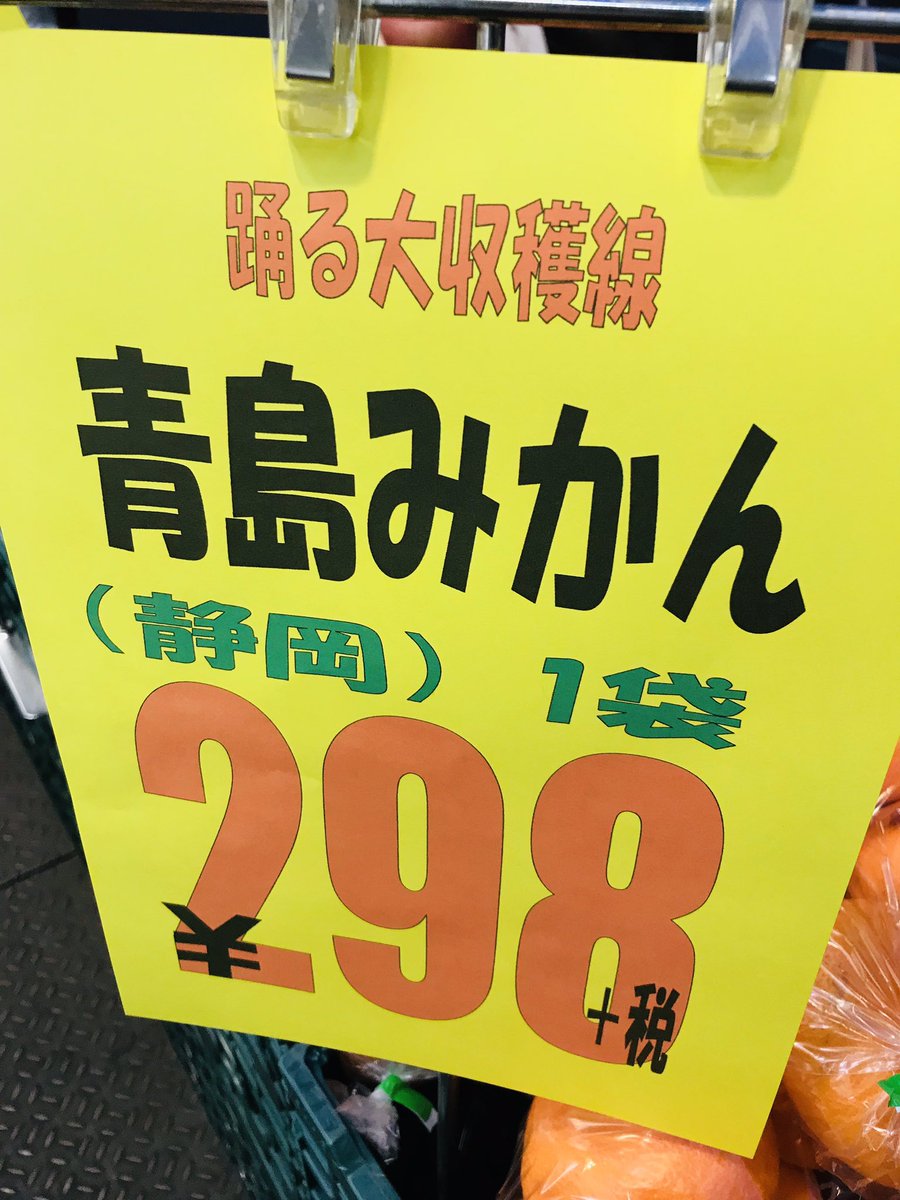 踊る大収穫線
青島みかん
(静岡) 1袋
¥298+税